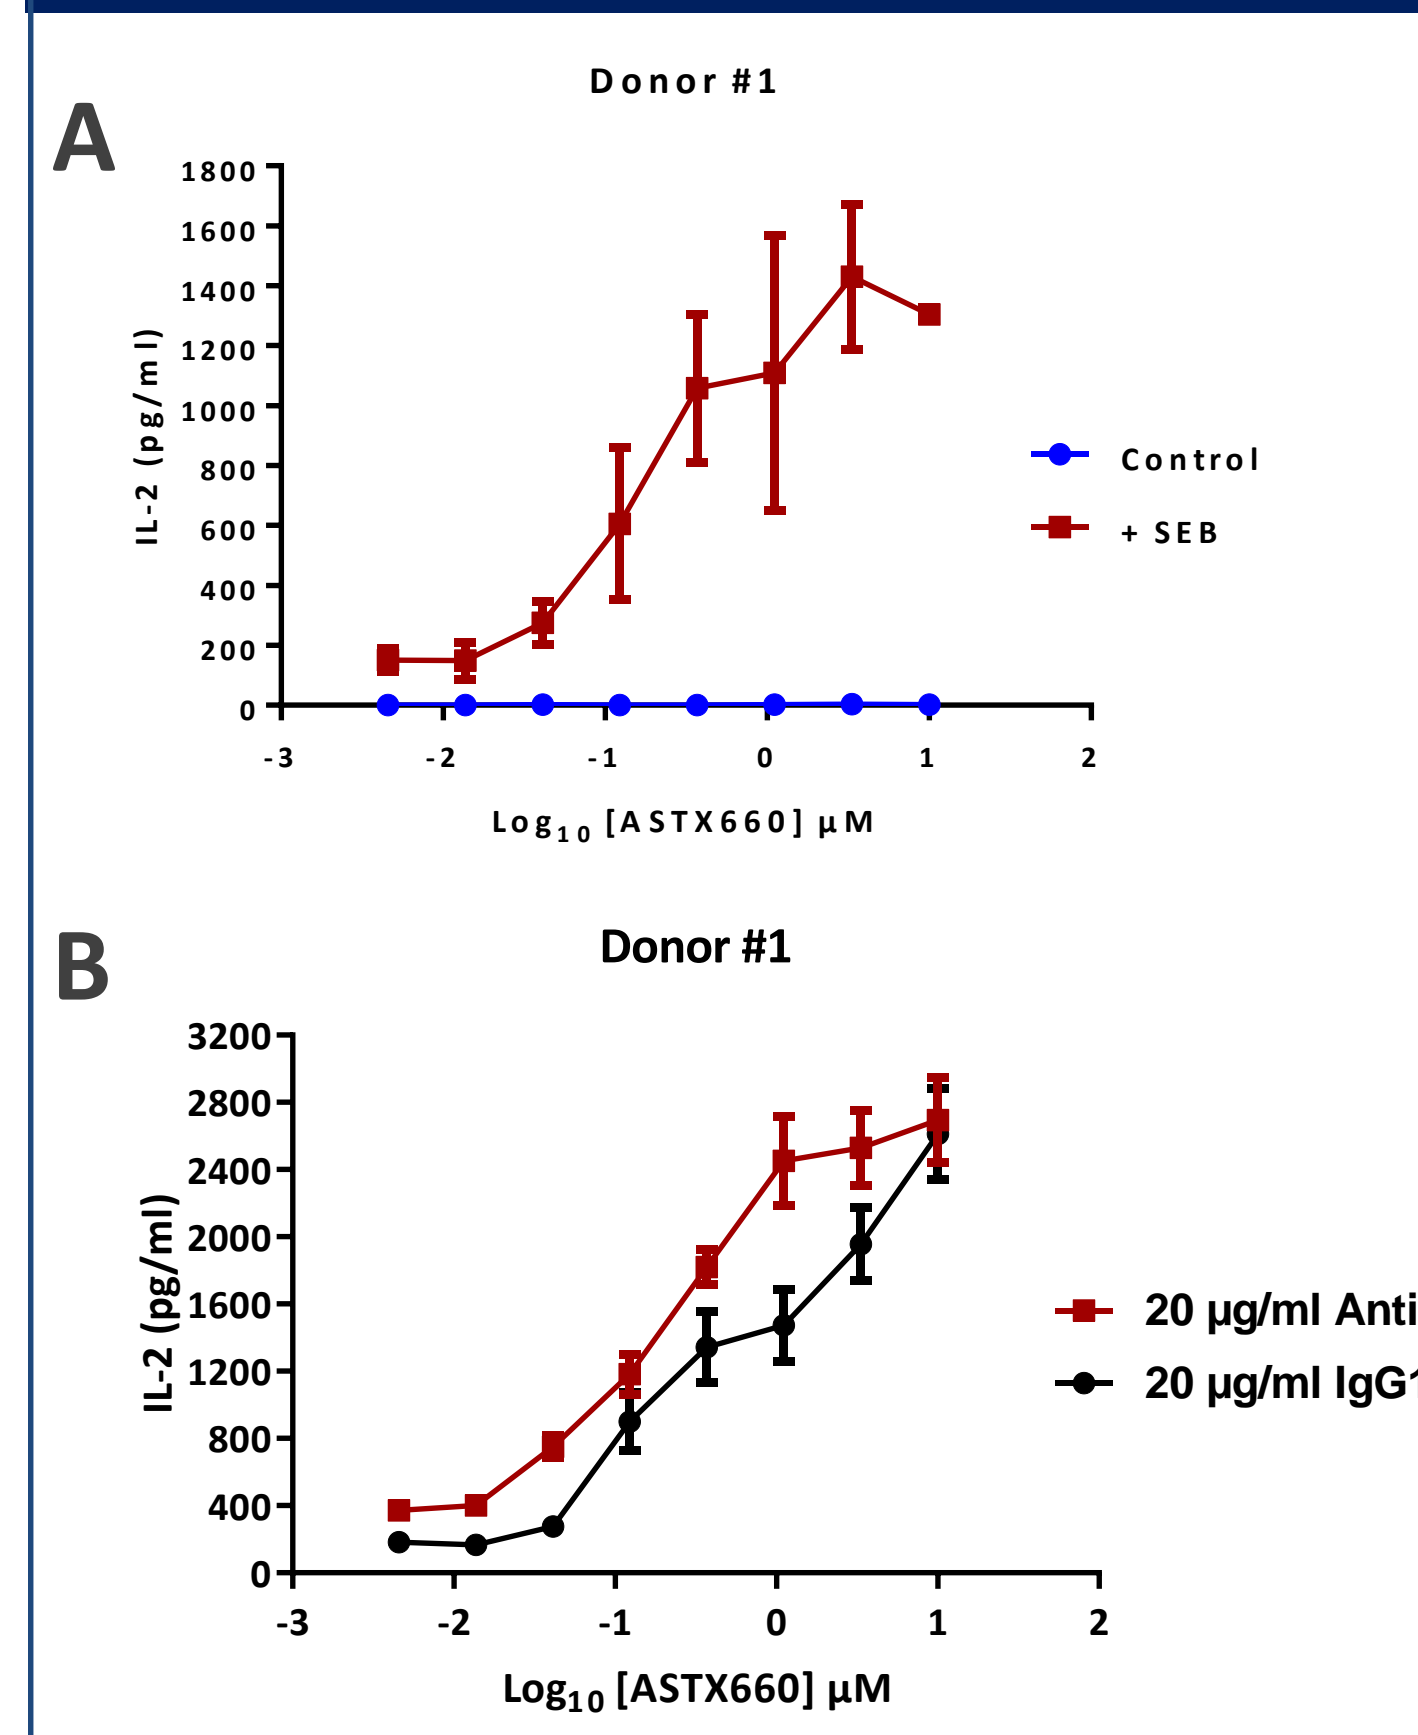 A
Donor #1
1800
1600
1400
1200
1000
800
600
400
200
0
IL-2 (pg/ml)
Control
+ SEB
-3 -2 -1 0 1 2
Log10 [ASTX660] µM
B
Donor #1
3200
2800
2400
2000
1600
1200
800
400
0
IL-2 (pg/ml)
20 µg/ml Anti
20 µg/ml IgG1
-3 -2 -1 0 1 2
Log10 [ASTX660] µM